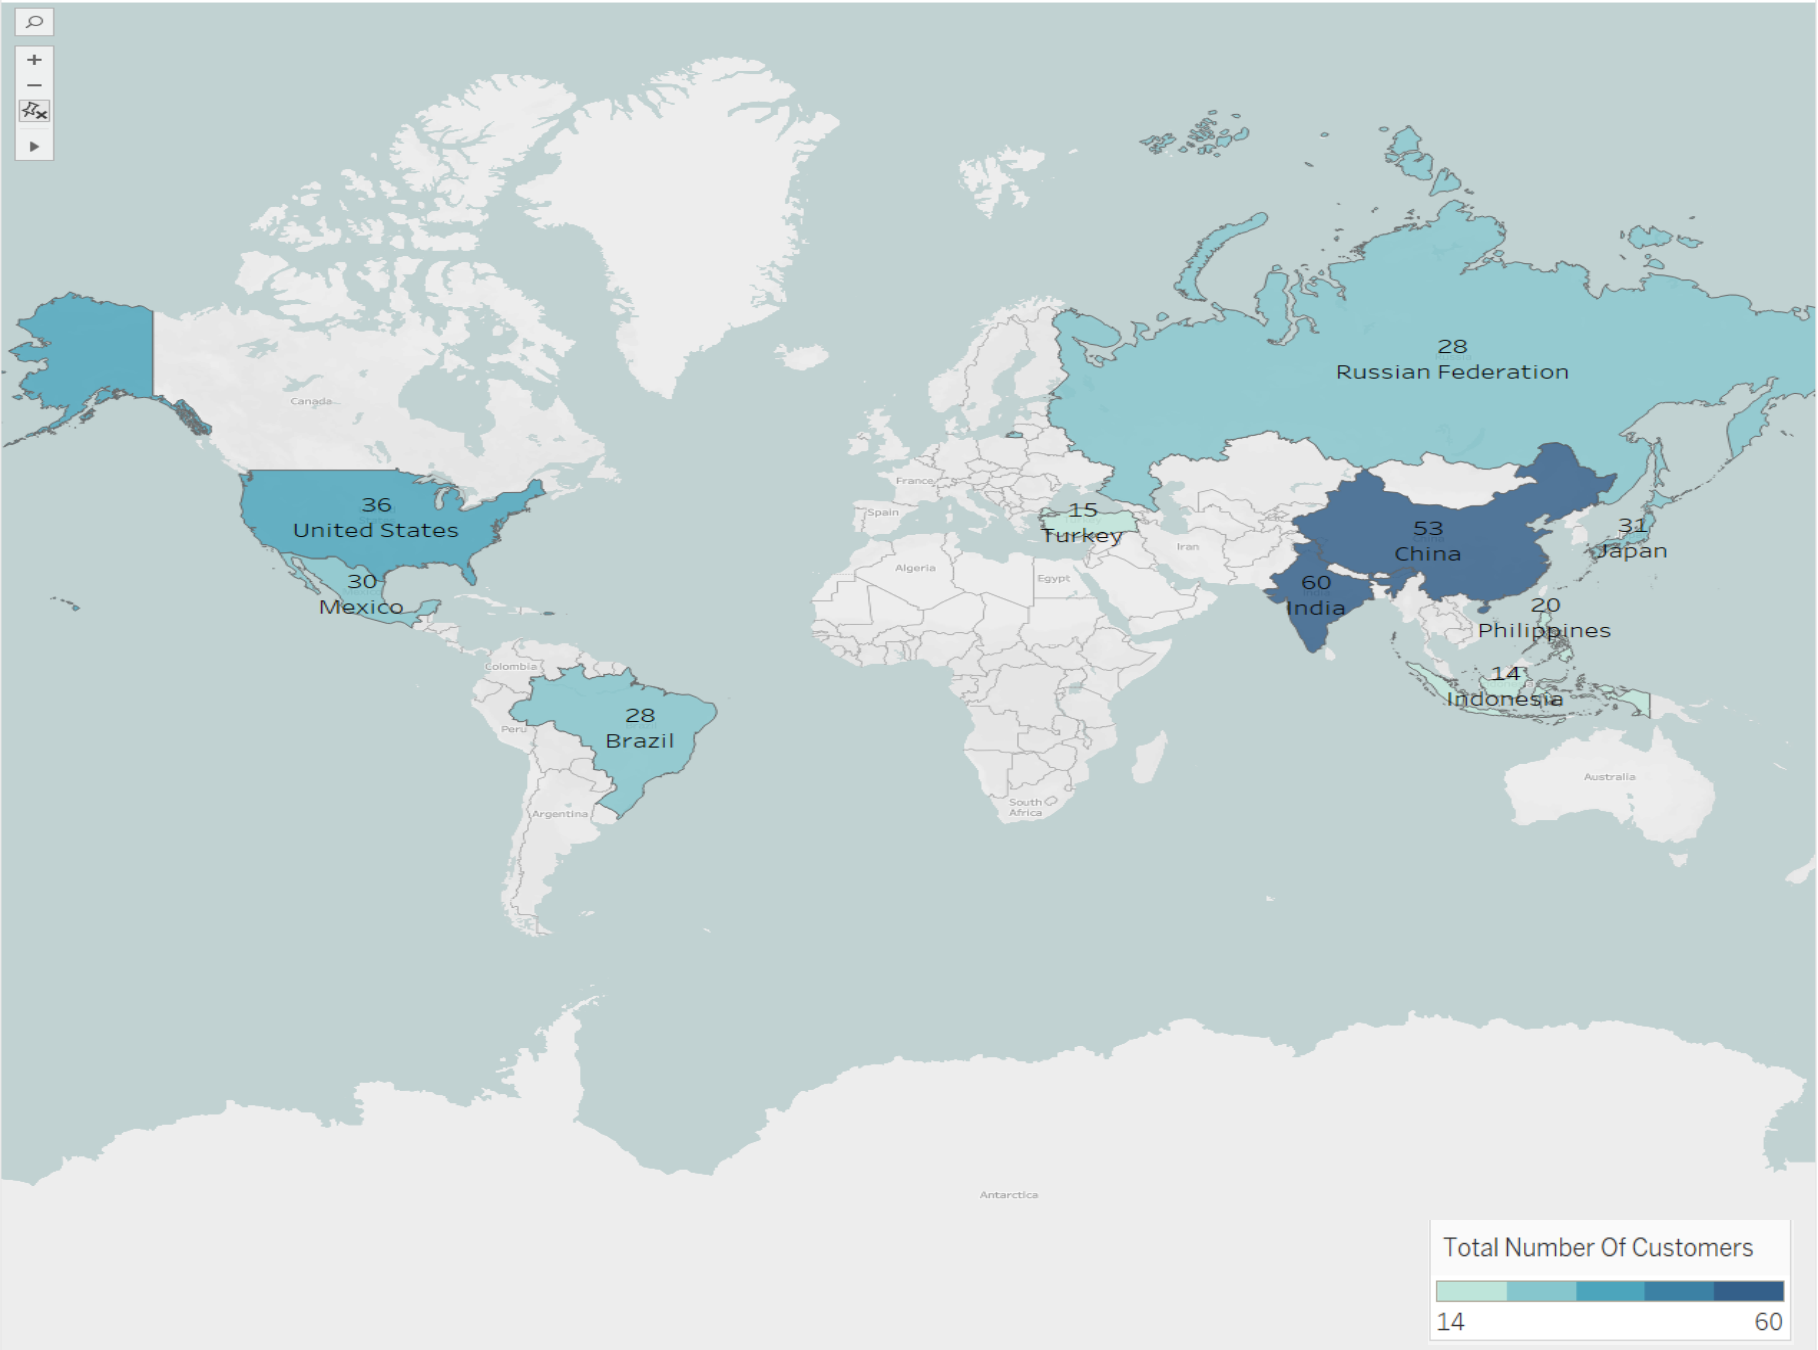 28
Russian Federation
Canada
France
Spain
36
United States
15
Turkey
53
China
31
Japan
Iran
Algeria
Egypt
30
Mexico
60
India
20
Philippines
Colombia
14
Indonesia
28
Brazil
Peru
Australia
Argentina
South
Africa
Antarctica
Total Number Of Customers
14
60